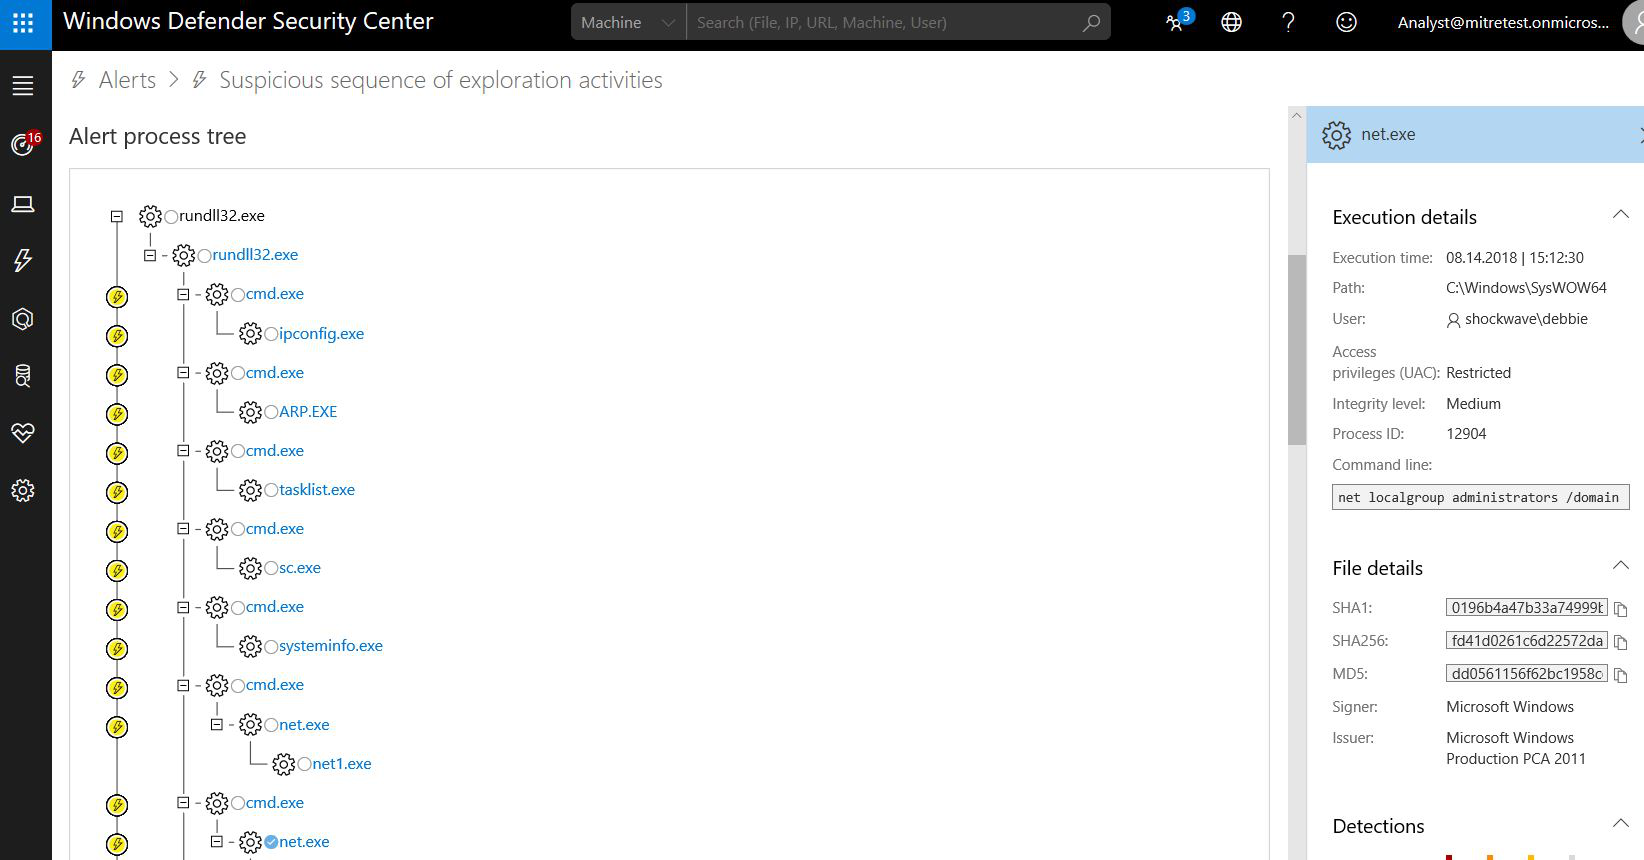 Windows Defender Security Center
Machine
Search (File, IP, URL, Machine, User)
3
Analyst@mitretest.onmicros...
16
Alerts > Suspicious sequence of exploration activities
Alert process tree
rundll32.exe
rundll32.exe
cmd.exe
ipconfig.exe
cmd.exe
ARP.EXE
cmd.exe
tasklist.exe
cmd.exe
sc.exe
cmd.exe
systeminfo.exe
cmd.exe
net.exe
net1.exe
cmd.exe
net.exe
net.exe
Execution details
Execution time: 08.14.2018 | 15:12:30
Path: C:\Windows\SysWOW64
User: shockwave\debbie
Access
privileges (UAC): Restricted
Integrity level: Medium
Process ID: 12904
Command line:
net localgroup administrators /domain
File details
SHA1: 0196b4a47b33a74999b
SHA256: fd41d0261c6d22572da
MD5: dd0561156f62bc1958c
Signer: Microsoft Windows
Issuer: Microsoft Windows
Production PCA 2011
Detections